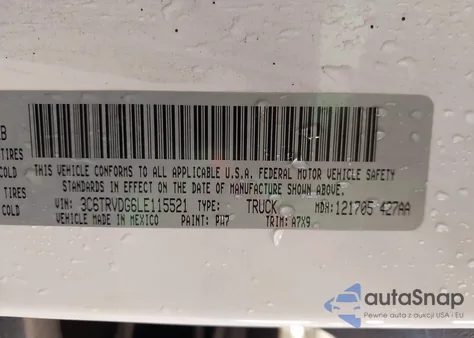 B
TIRES
COLD
TIRES
COLD
THIS VEHICLE CONFORMS TO ALL APPLICABLE U.S.A. FEDERAL MOTOR VEHICLE SAFETY
STANDARDS IN EFFECT ON THE DATE OF MANUFACTURE SHOWN ABOVE.
VIN: 3C6TRVDG6LE115521 TYPE: TRUCK MDH: 121705 427AA
VEHICLE MADE IN MEXICO PAINT: PW7 TRIM: A7X9
autoSnap
Pewne auta z aukcji USA - EU